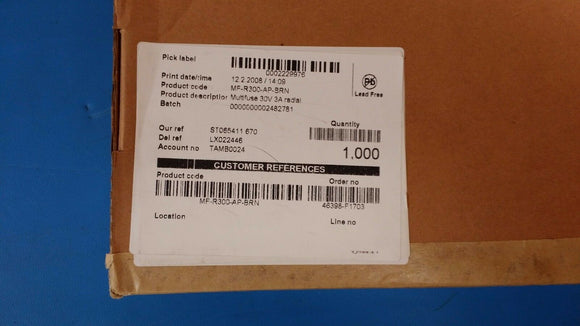 Pick label
0002229976
Print date/time 12.2.2008 / 14:09
Product code MF-R300-AP-BRN
Product description Multifuse 30V 3A radial
Batch 0000000002482781
Pb
Lead Free
Quantity
1,000
Our ref ST065411 670
Del ref LX022446
Account no TAMB0024
CUSTOMER REFERENCES
Product code Order no
MF-R300-AP-BRN 46398-F1703
Location Line no